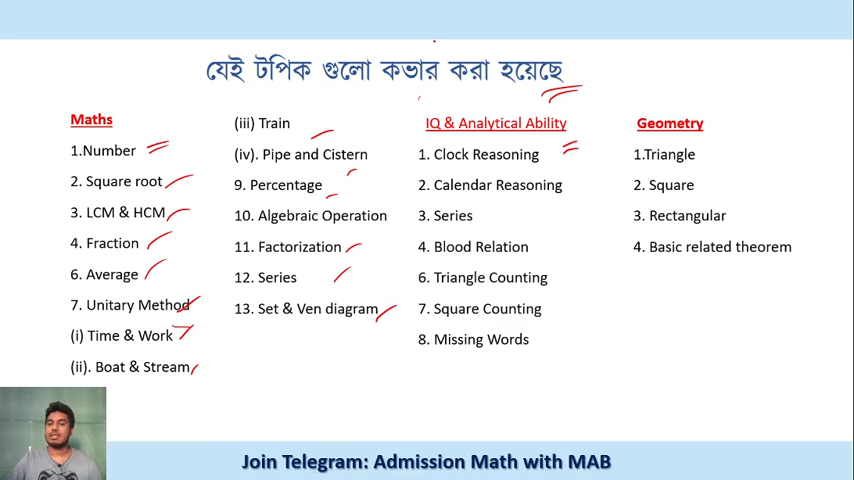 যেই টপিক গুলো কভার করা হয়েছে
Maths
1.Number
2. Square root
3. LCM & HCM
4. Fraction
6. Average
7. Unitary Method
(i) Time & Work
(ii). Boat & Stream
(iii) Train
(iv). Pipe and Cistern
9. Percentage
10. Algebraic Operation
11. Factorization
12. Series
13. Set & Ven diagram
IQ & Analytical Ability
1. Clock Reasoning
2. Calendar Reasoning
3. Series
4. Blood Relation
6. Triangle Counting
7. Square Counting
8. Missing Words
Geometry
1.Triangle
2. Square
3. Rectangular
4. Basic related theorem
Join Telegram: Admission Math with MAB